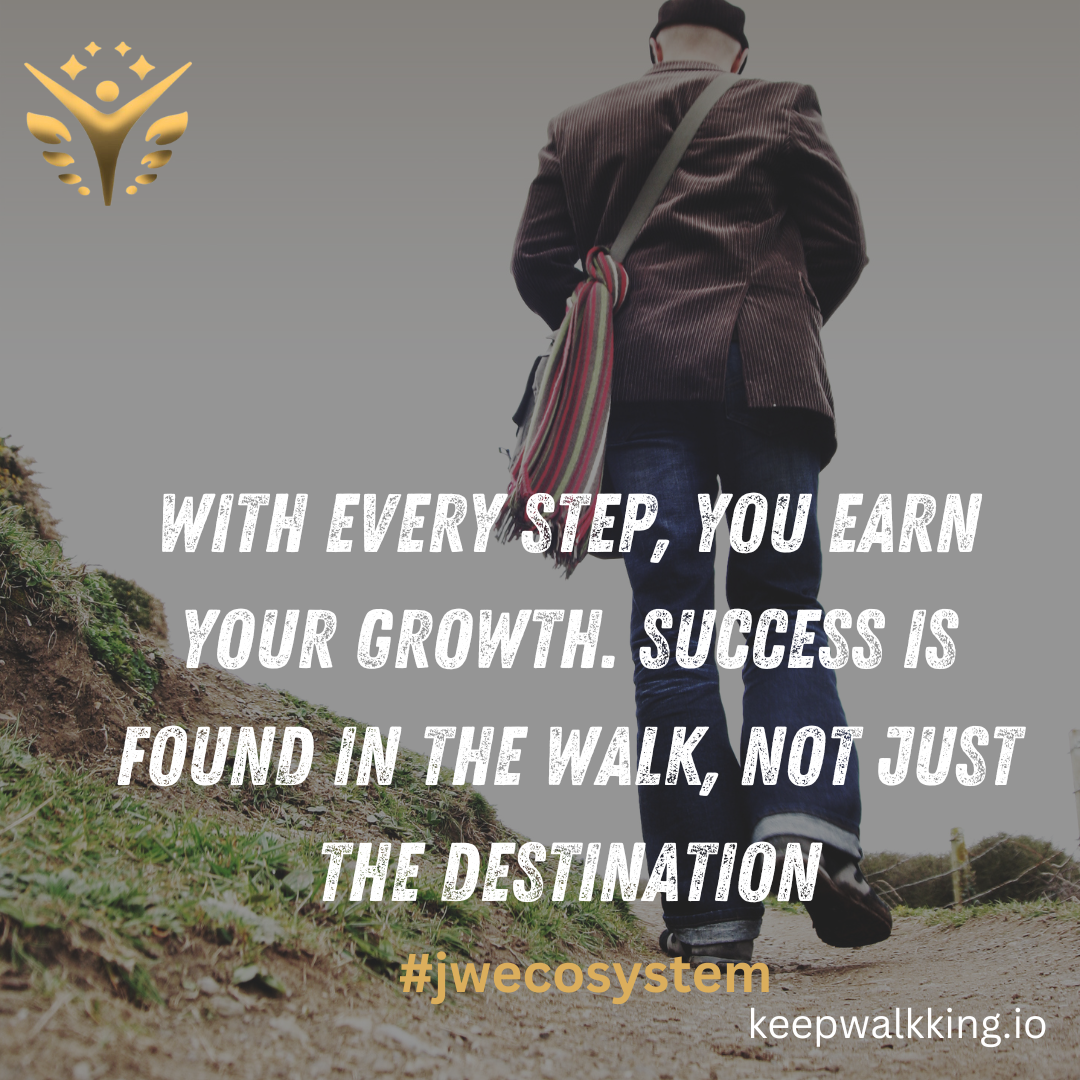 WITH EVERY STEP, YOU EARN
YOUR GROWTH. SUCCESS IS
FOUND IN THE WALK, NOT JUST
THE DESTINATION
#jwecosystem
keepwalkking.io